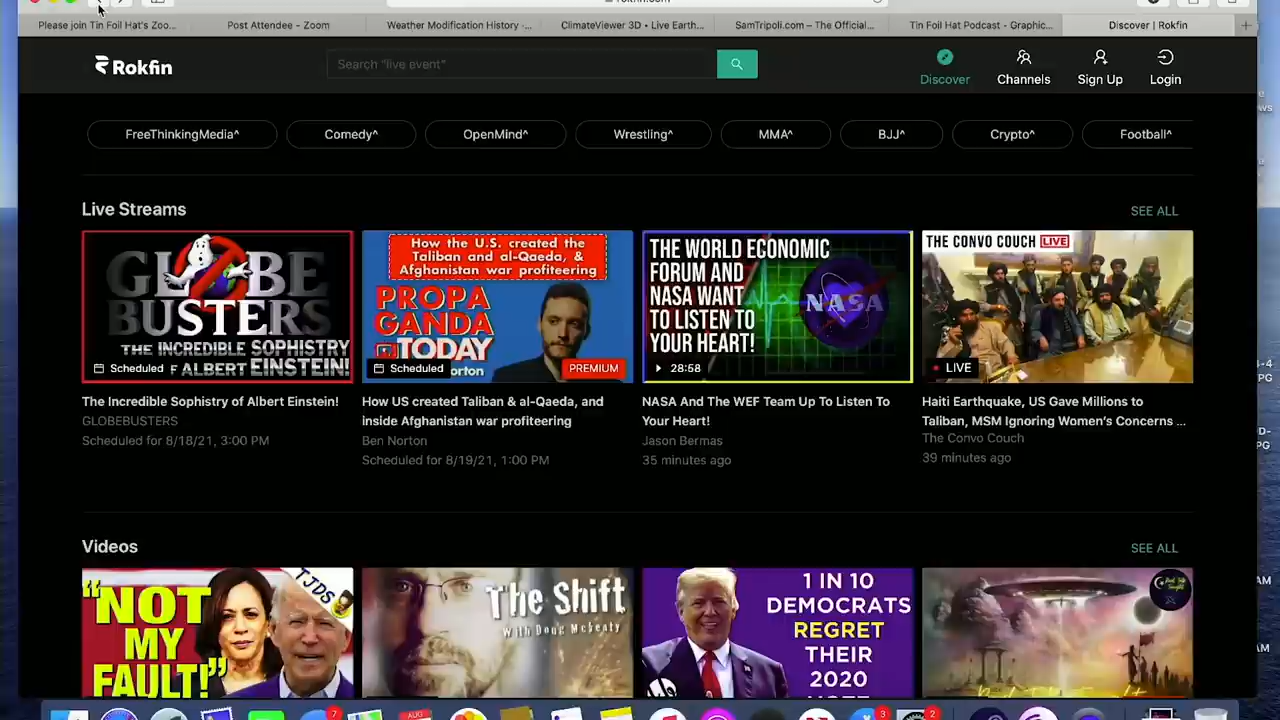 rokfin.com
Please join Tin Foil Hat's Zoo...
Post Attendee - Zoom
Weather Modification History -...
ClimateViewer 3D • Live Earth...
SamTripoli.com – The Official...
Tin Foil Hat Podcast - Graphic...
Discover | Rokfin
Rokfin
Search "live event"
Discover
Channels
Sign Up
Login
FreeThinkingMedia^
Comedy^
OpenMind^
Wrestling^
MMA^
BJJ^
Crypto^
Football^
Live Streams
SEE ALL
GLOBE
BUSTERS
THE INCREDIBLE SOPHISTRY
F ALBERT EINSTEIN!
Scheduled
The Incredible Sophistry of Albert Einstein!
GLOBEBUSTERS
Scheduled for 8/18/21, 3:00 PM
How the U.S. created the
Taliban and al-Qaeda, &
Afghanistan war profiteering
PROPA
GANDA
TODAY
orton
Scheduled
PREMIUM
How US created Taliban & al-Qaeda, and
inside Afghanistan war profiteering
Ben Norton
Scheduled for 8/19/21, 1:00 PM
THE WORLD ECONOMIC
FORUM AND
NASA WANT
TO LISTEN TO
YOUR HEART!
NASA
28:58
NASA And The WEF Team Up To Listen To
Your Heart!
Jason Bermas
35 minutes ago
THE CONVO COUCH LIVE
LIVE
Haiti Earthquake, US Gave Millions to
Taliban, MSM Ignoring Women's Concerns ...
The Convo Couch
39 minutes ago
Videos
SEE ALL
"NOT
MY
FAULT!"
TJDS
The Shift
With Doug McKenty
1 IN 10
DEMOCRATS
REGRET
THEIR
2020
7
AUG
3
2